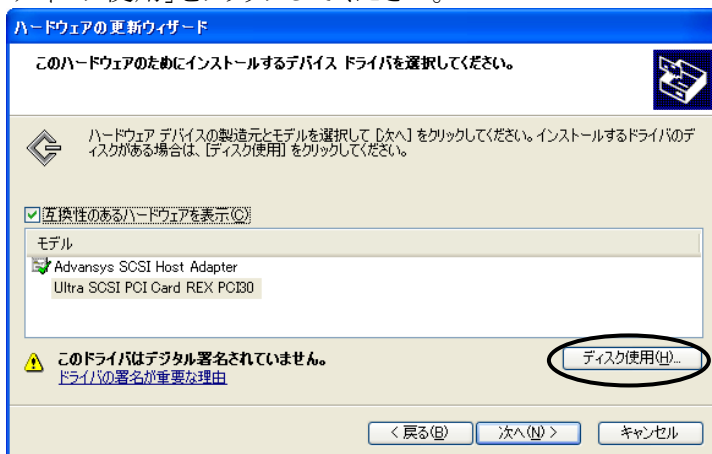 ハードウェアの更新ウィザード
このハードウェアのためにインストールするデバイス ドライバを選択してください。
ハードウェア デバイスの製造元とモデルを選択して [次へ] をクリックしてください。インストールするドライバのデ
ィスクがある場合は、[ディスク使用] をクリックしてください。
互換性のあるハードウェアを表示(C)
モデル
Advansys SCSI Host Adapter
Ultra SCSI PCI Card REX PCI30
このドライバはデジタル署名されていません。
ディスク使用(H)...
ドライバの署名が重要な理由
< 戻る(B)
次へ(N) >
キャンセル